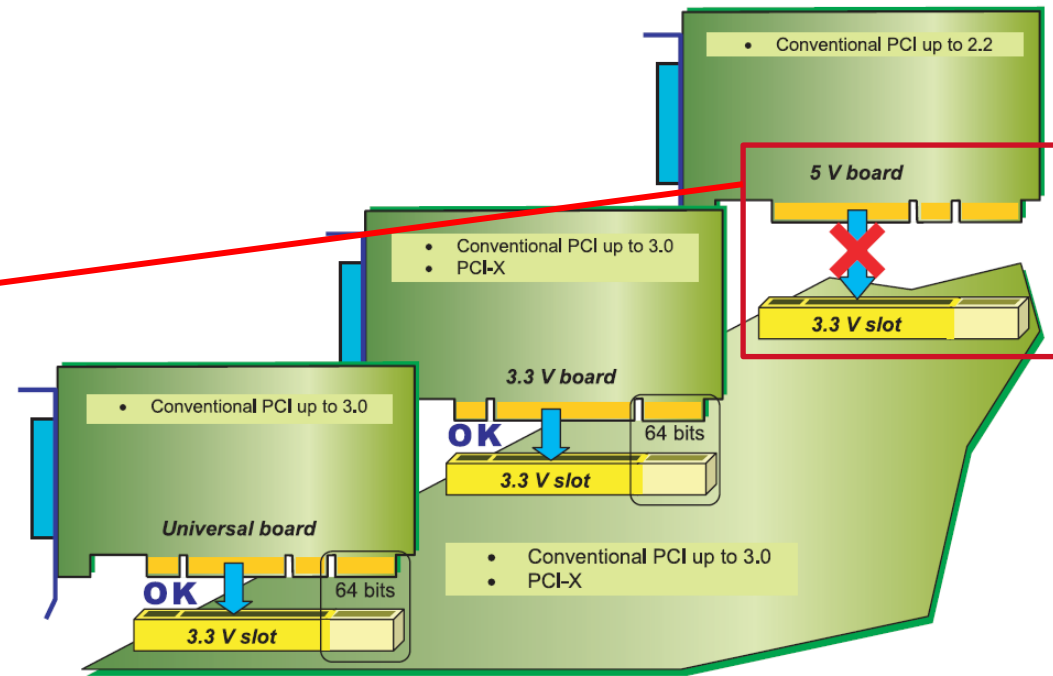 • Conventional PCI up to 2.2
5 V board
3.3 V slot
• Conventional PCI up to 3.0
• PCI-X
3.3 V board
OK
64 bits
3.3 V slot
• Conventional PCI up to 3.0
Universal board
OK
64 bits
3.3 V slot
• Conventional PCI up to 3.0
• PCI-X